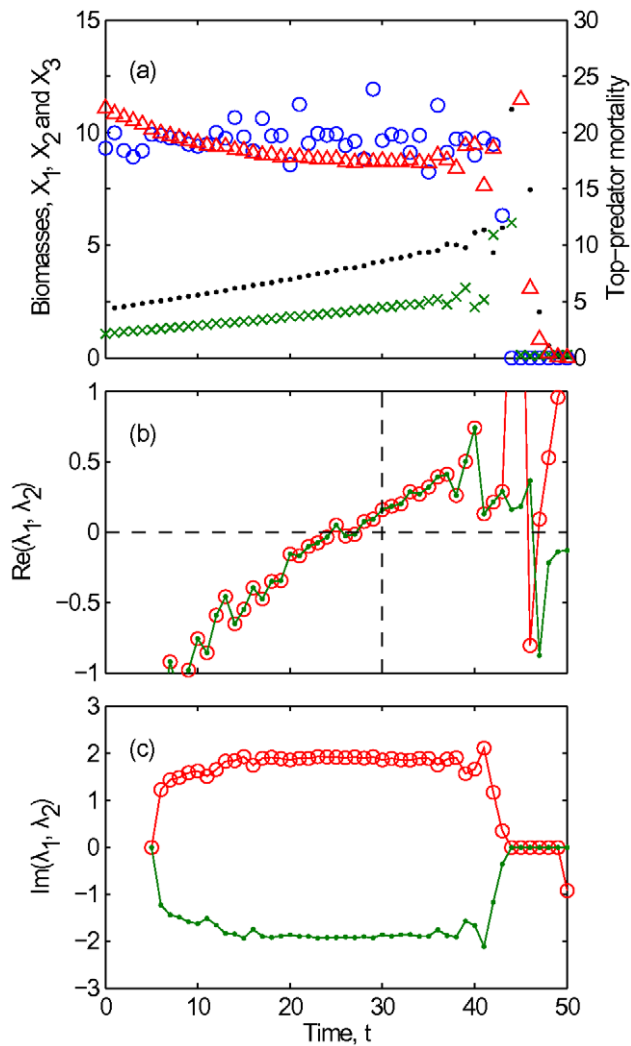 (a)
Biomasses, X₁, X₂ and X₃
15
10
5
0
30
25
20
15
10
5
0
Top-predator mortality
(b)
Re(λ₁, λ₂)
1
0.5
0
−0.5
−1
(c)
Im(λ₁, λ₂)
3
2
1
0
−1
−2
−3
0 10 20 30 40 50
Time, t